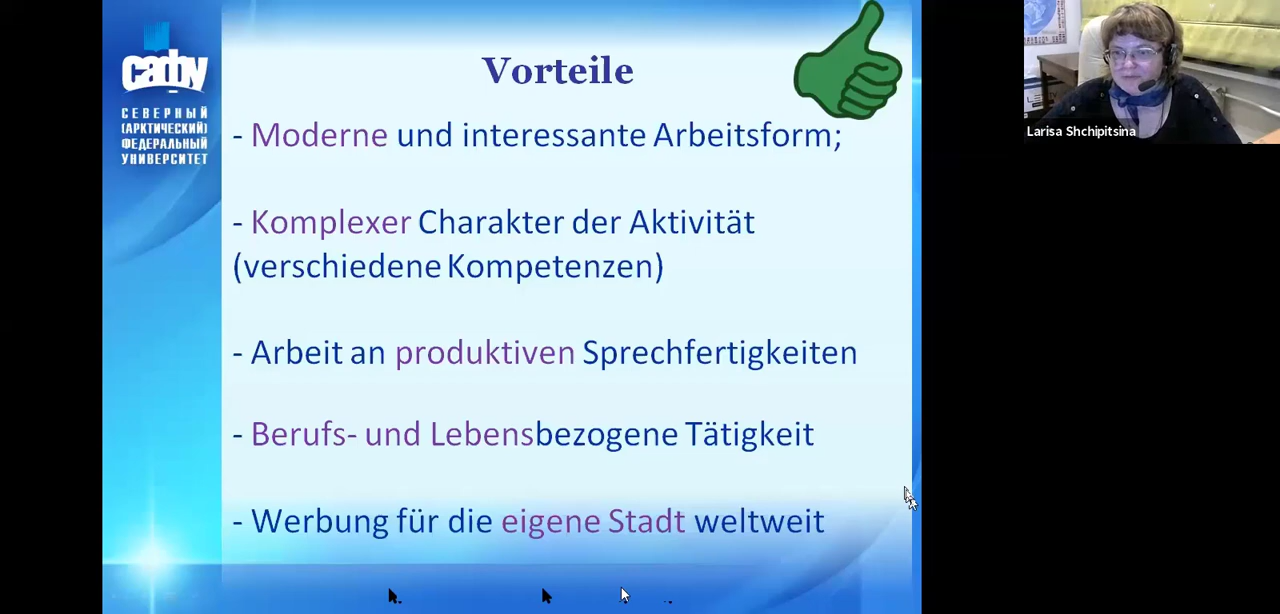 сафу
СЕВЕРНЫЙ
(АРКТИЧЕСКИЙ)
ФЕДЕРАЛЬНЫЙ
УНИВЕРСИТЕТ
Vorteile
- Moderne und interessante Arbeitsform;
- Komplexer Charakter der Aktivität
(verschiedene Kompetenzen)
- Arbeit an produktiven Sprechfertigkeiten
- Berufs- und Lebensbezogene Tätigkeit
- Werbung für die eigene Stadt weltweit
Larisa Shchipitsina